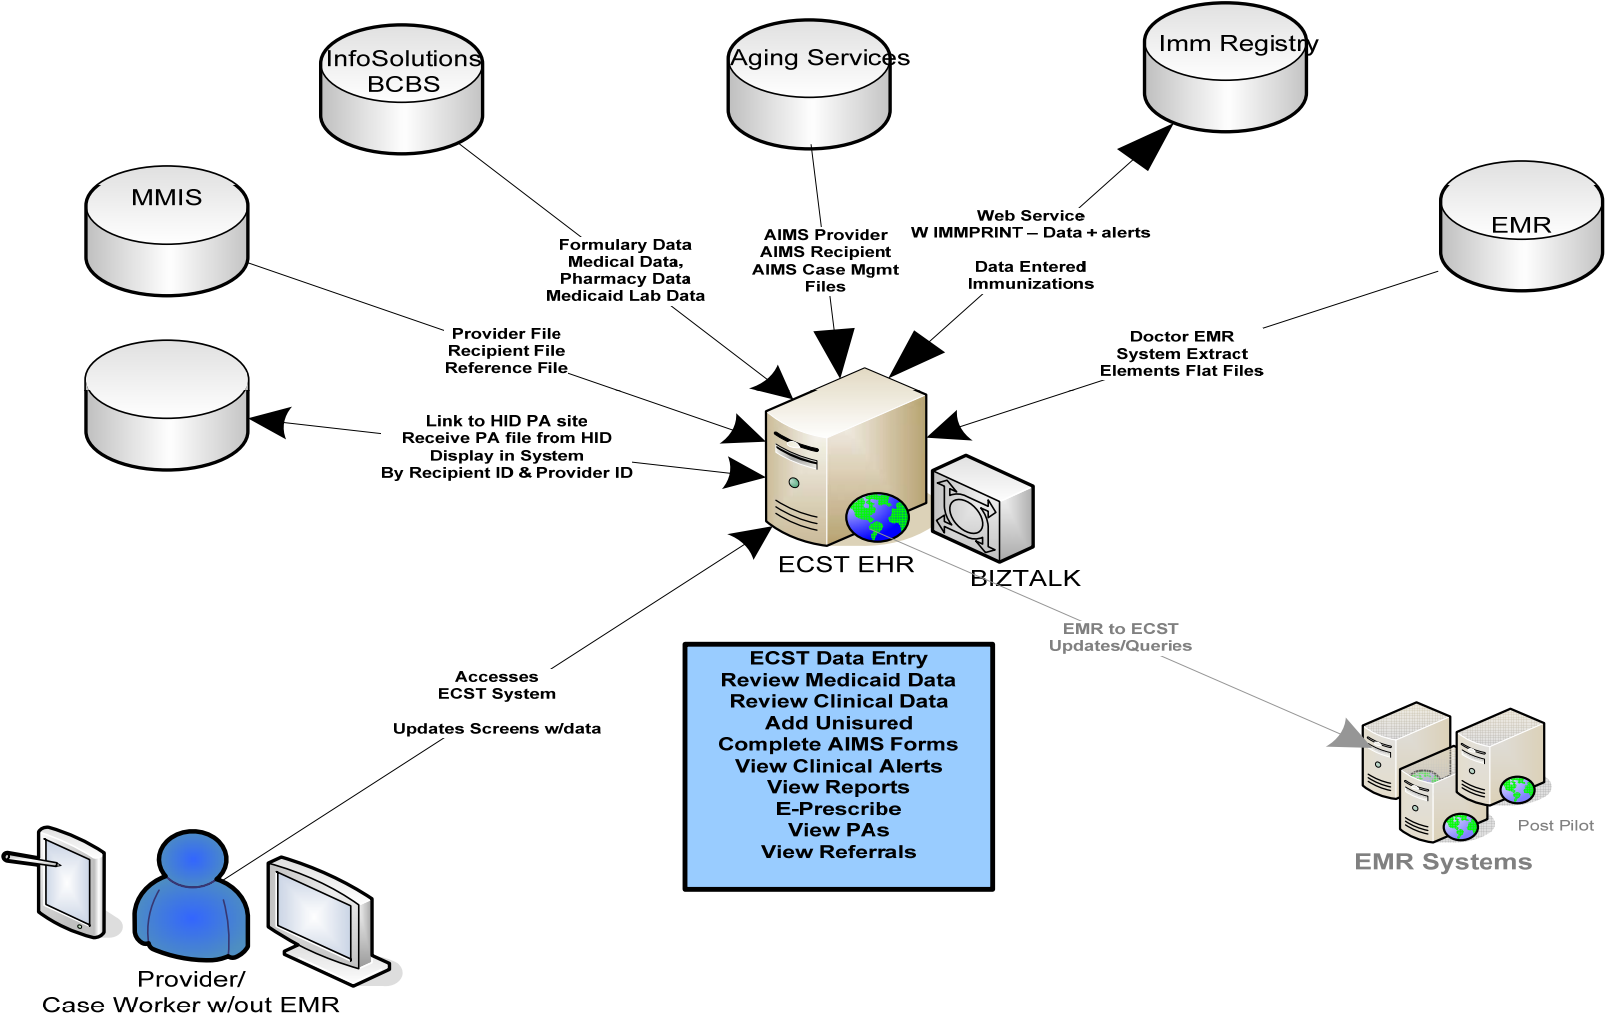 InfoSolutions
BCBS
Aging Services
Imm Registry
MMIS
EMR
Formulary Data
Medical Data,
Pharmacy Data
Medicaid Lab Data
AIMS Provider
AIMS Recipient
AIMS Case Mgmt
Files
Web Service
W IMMPRINT – Data + alerts
Data Entered
Immunizations
Provider File
Recipient File
Reference File
Doctor EMR
System Extract
Elements Flat Files
Link to HID PA site
Receive PA file from HID
Display in System
By Recipient ID & Provider ID
ECST EHR
BIZTALK
EMR to ECST
Updates/Queries
Accesses
ECST System
Updates Screens w/data
ECST Data Entry
Review Medicaid Data
Review Clinical Data
Add Unisured
Complete AIMS Forms
View Clinical Alerts
View Reports
E-Prescribe
View PAs
View Referrals
Post Pilot
EMR Systems
Provider/
Case Worker w/out EMR